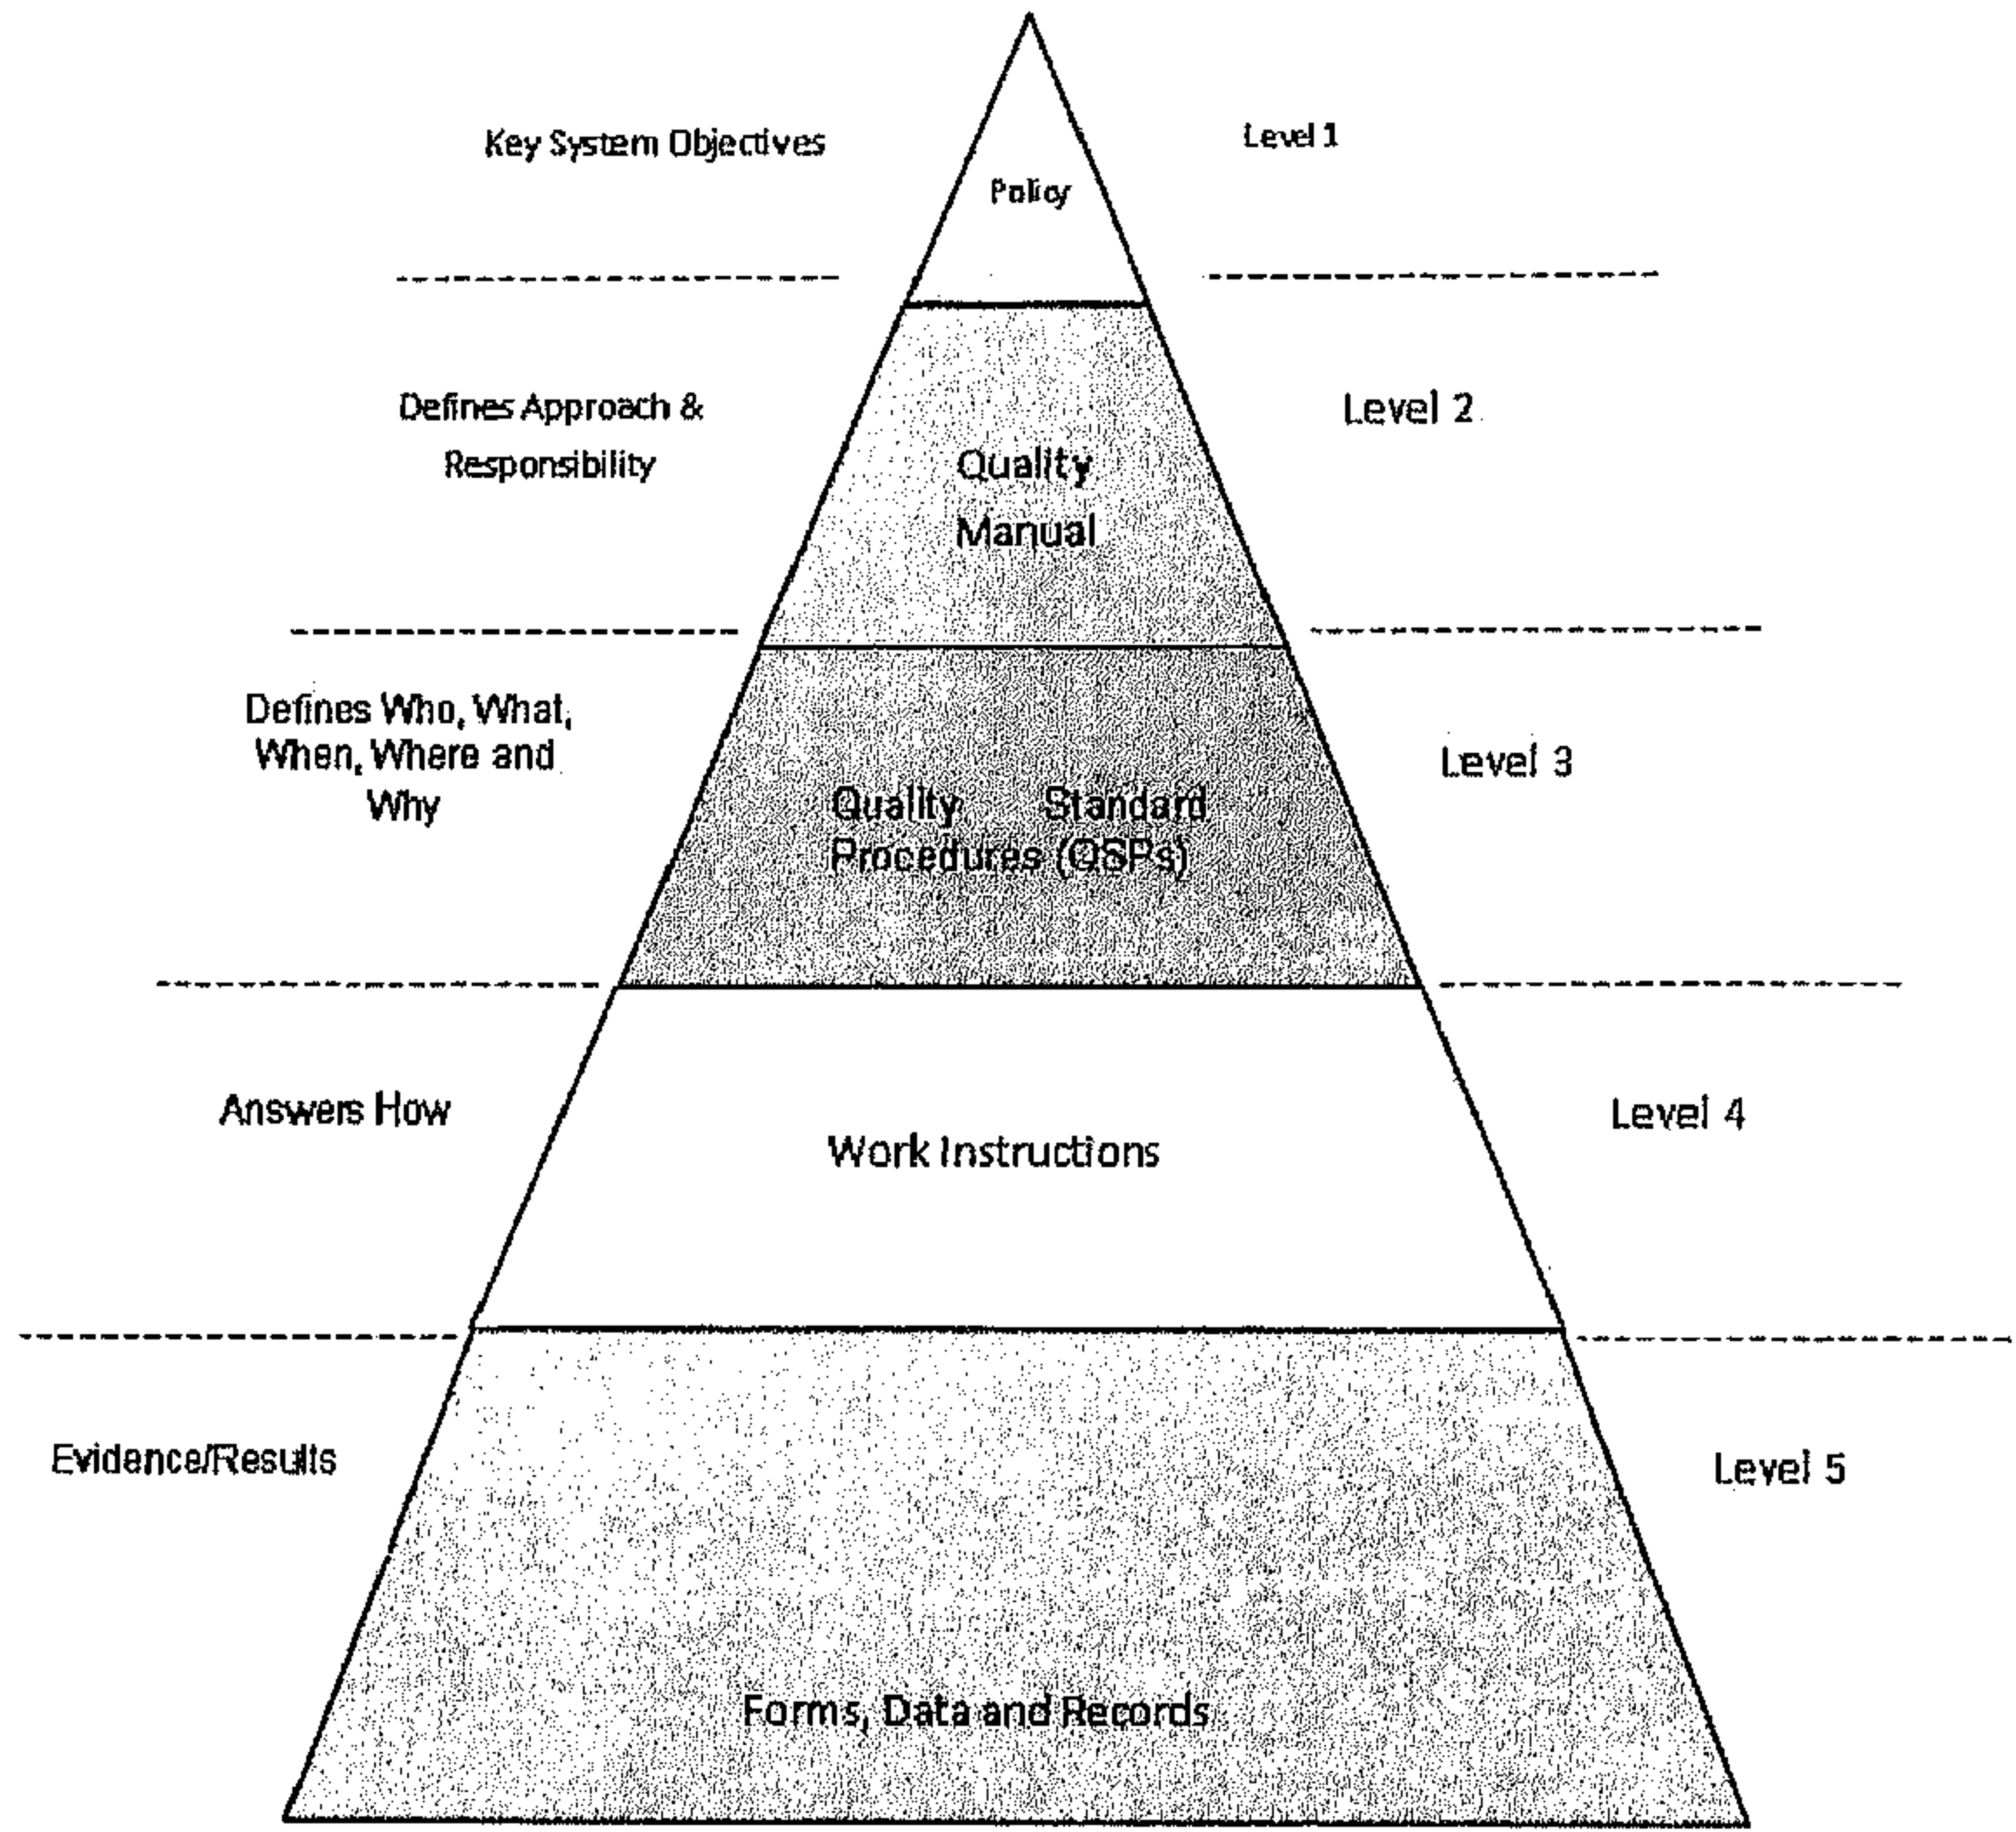 Key System Objectives
Level 1
Policy
Defines Approach &
Responsibility
Level 2
Quality
Manual
Defines Who, What,
When, Where and
Why
Level 3
Quality Standard
Procedures (QSPs)
Answers How
Level 4
Work Instructions
Evidence/Results
Level 5
Forms, Data and Records